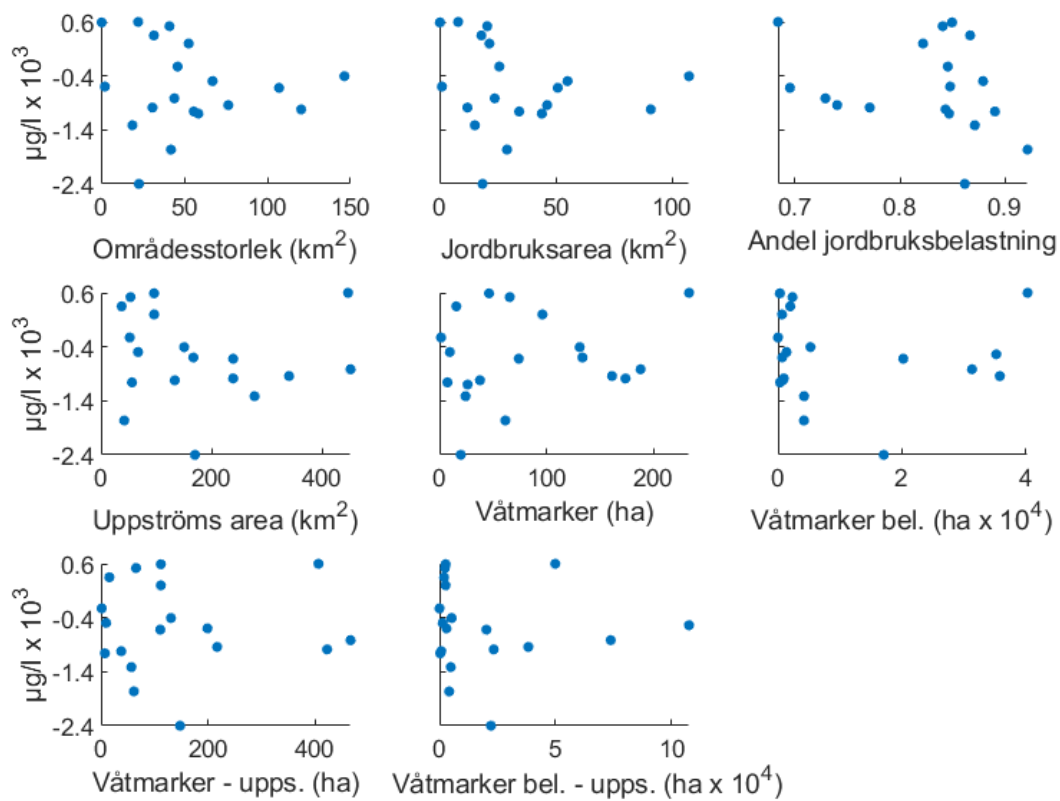 µg/l x 10³
0.6
-0.4
-1.4
-2.4
0 50 100 150
Områdesstorlek (km²)
0 50 100
Jordbruksarea (km²)
0.7 0.8 0.9
Andel jordbruksbelastning
µg/l x 10³
0.6
-0.4
-1.4
-2.4
0 200 400
Uppströms area (km²)
0 100 200
Våtmarker (ha)
0 2 4
Våtmarker bel. (ha x 10⁴)
µg/l x 10³
0.6
-0.4
-1.4
-2.4
0 200 400
Våtmarker - upps. (ha)
0 5 10
Våtmarker bel. - upps. (ha x 10⁴)